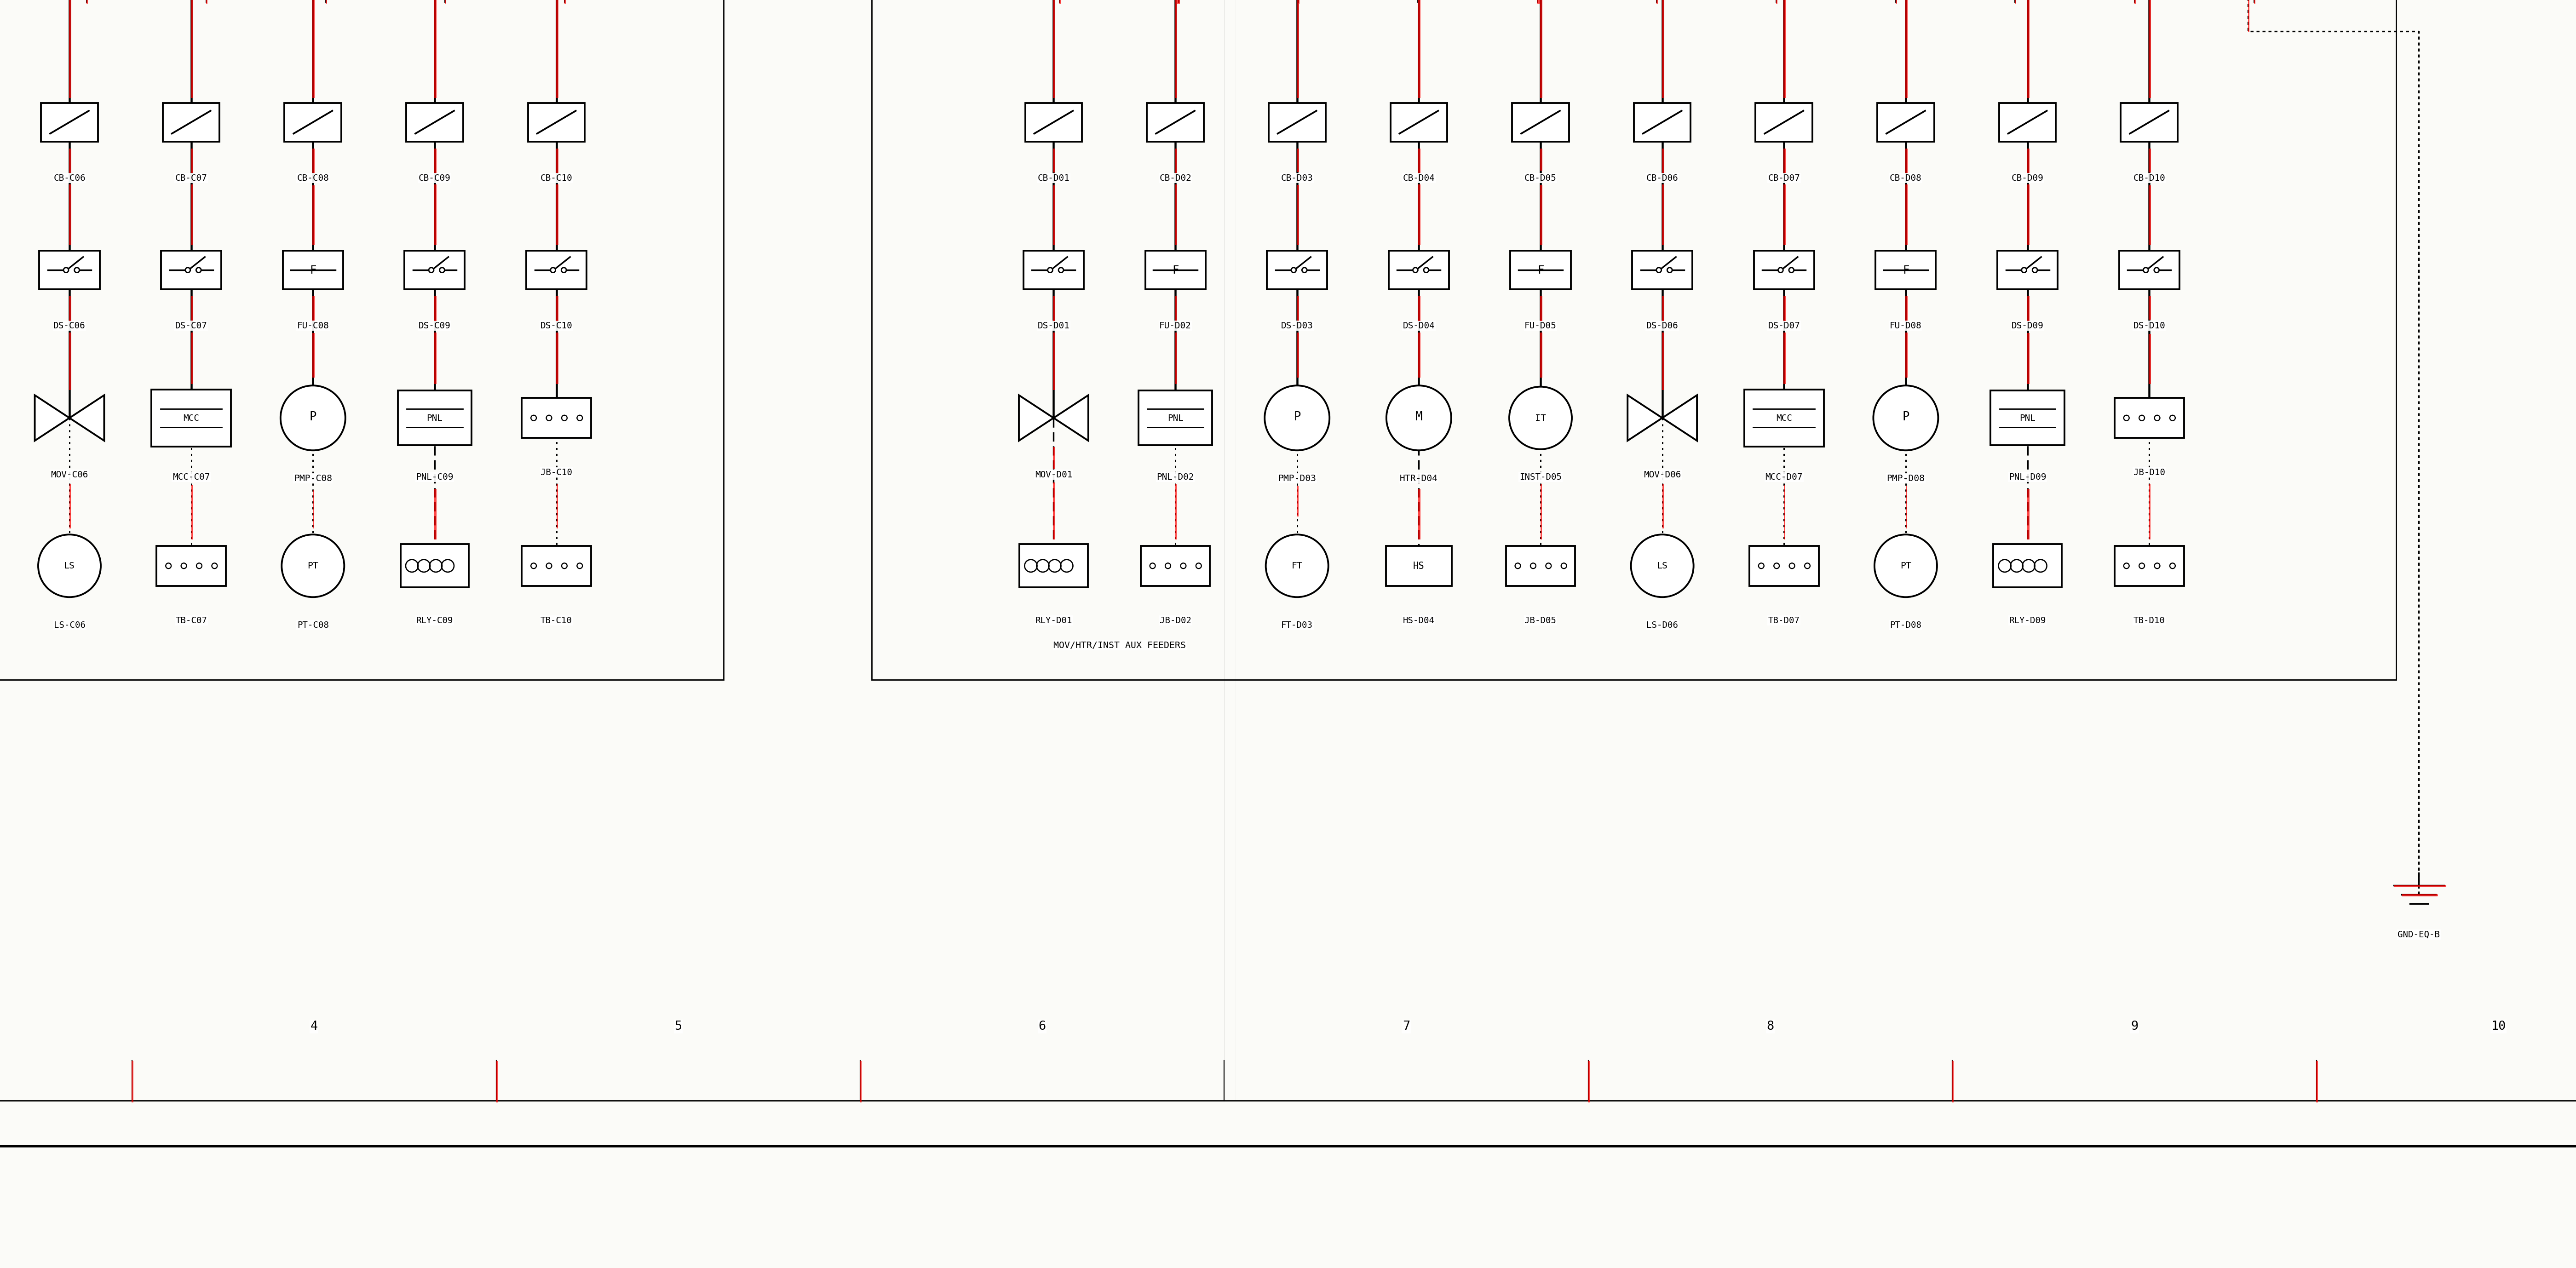 CB-C06 CB-C07 CB-C08 CB-C09 CB-C10 CB-D01 CB-D02 CB-D03 CB-D04 CB-D05 CB-D06 CB-D07 CB-D08 CB-D09 CB-D10
F F F F
DS-C06 DS-C07 FU-C08 DS-C09 DS-C10 DS-D01 FU-D02 DS-D03 DS-D04 FU-D05 DS-D06 DS-D07 FU-D08 DS-D09 DS-D10
MCC P PNL PNL P M IT MCC P PNL
MOV-C06 MCC-C07 PMP-C08 PNL-C09 JB-C10 MOV-D01 PNL-D02 PMP-D03 HTR-D04 INST-D05 MOV-D06 MCC-D07 PMP-D08 PNL-D09 JB-D10
LS PT FT HS LS PT
LS-C06 TB-C07 PT-C08 RLY-C09 TB-C10 RLY-D01 JB-D02 FT-D03 HS-D04 JB-D05 LS-D06 TB-D07 PT-D08 RLY-D09 TB-D10
MOV/HTR/INST AUX FEEDERS
GND-EQ-B
4 5 6 7 8 9 10